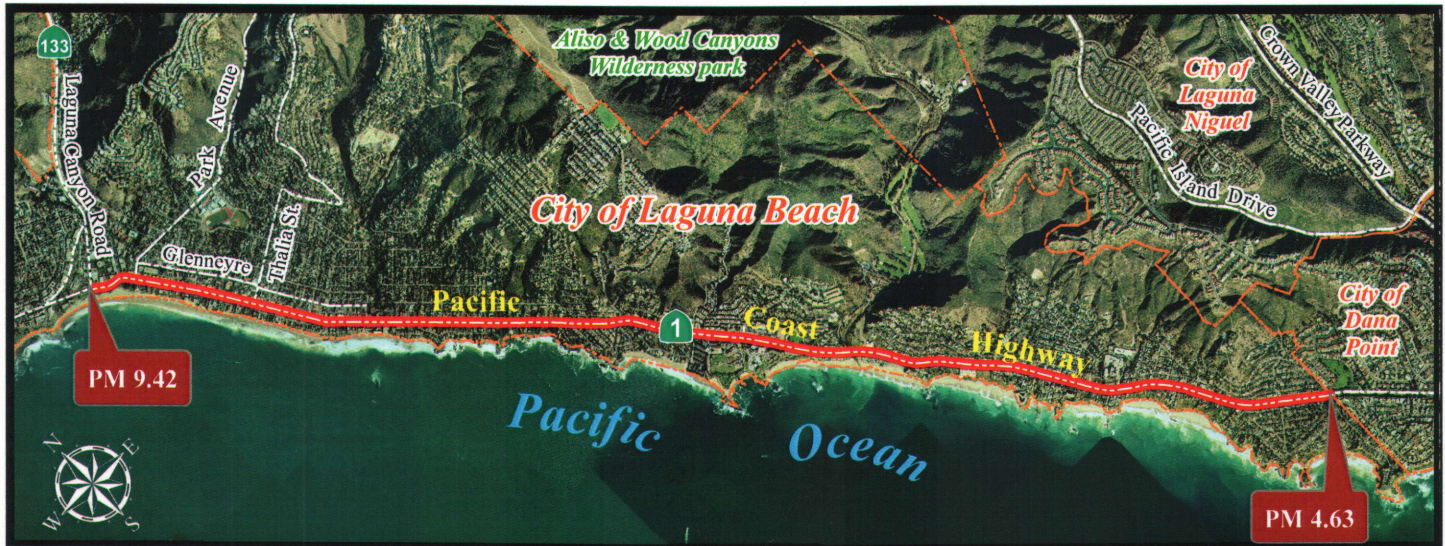 133
Laguna Canyon Road
Park Avenue
Aliso & Wood Canyons
Wilderness park
Crown Valley Parkway
City of
Laguna
Niguel
Pacific Island Drive
City of Laguna Beach
Thalia St.
Glenneyre
Pacific
1
Coast
Highway
City of
Dana
Point
PM 9.42
Pacific Ocean
N
E
W
S
PM 4.63